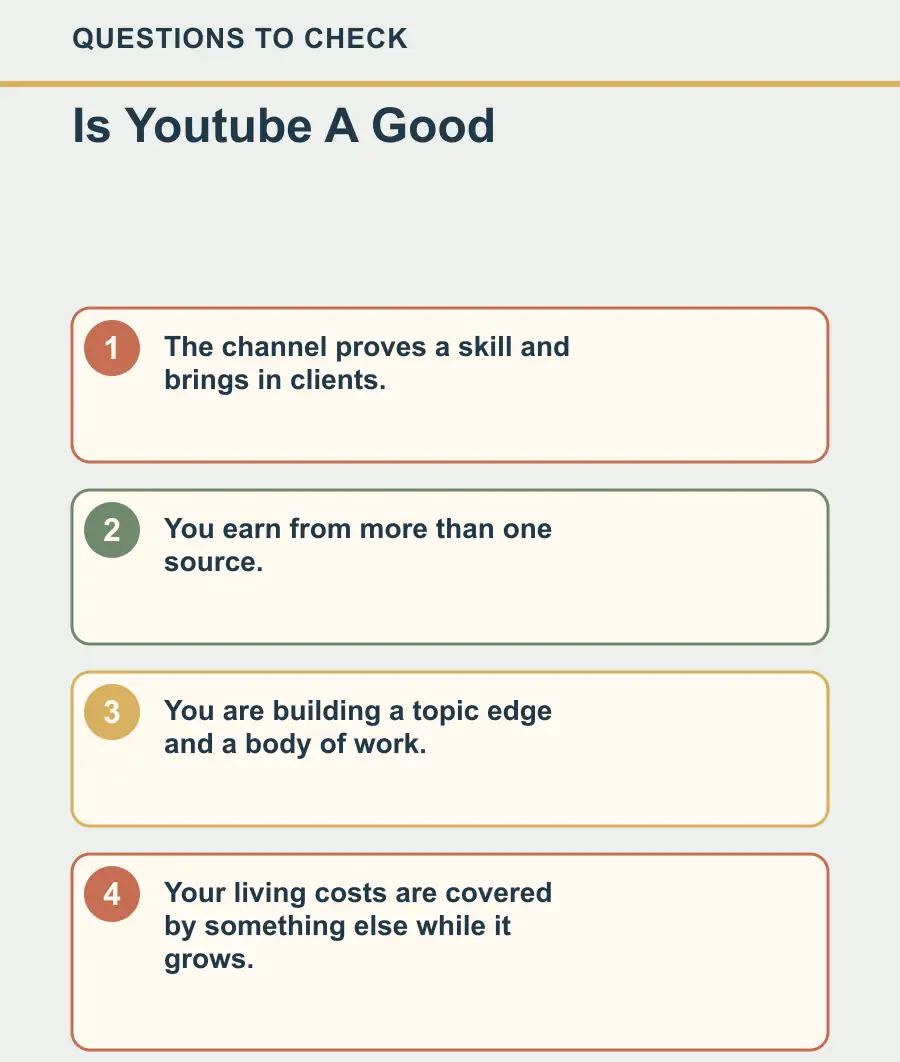 QUESTIONS TO CHECK
Is Youtube A Good
1
The channel proves a skill and
brings in clients.
2
You earn from more than one
source.
3
You are building a topic edge
and a body of work.
4
Your living costs are covered
by something else while it
grows.